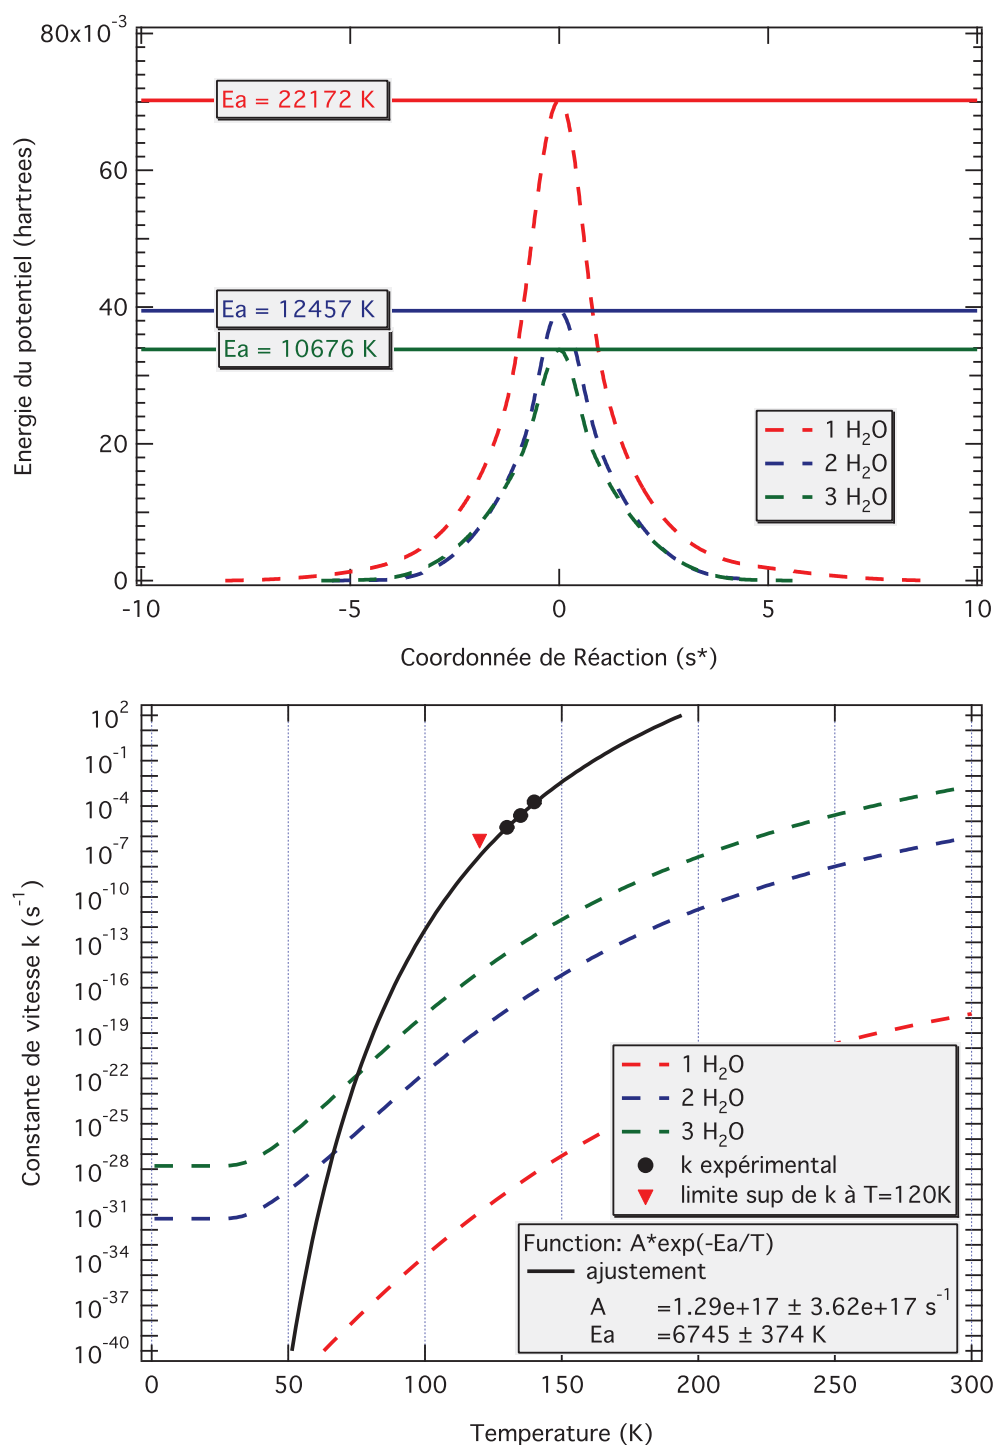 80x10-3
60
40
20
0
Energie du potentiel (hartrees)
Ea = 22172 K
Ea = 12457 K
Ea = 10676 K
1 H2O
2 H2O
3 H2O
-10 -5 0 5 10
Coordonnée de Réaction (s*)
10^2
10^-1
10^-4
10^-7
10^-10
10^-13
10^-16
10^-19
10^-22
10^-25
10^-28
10^-31
10^-34
10^-37
10^-40
Constante de vitesse k (s-1)
1 H2O
2 H2O
3 H2O
k expérimental
limite sup de k à T=120K
Function: A*exp(-Ea/T)
ajustement
A =1.29e+17 ± 3.62e+17 s-1
Ea =6745 ± 374 K
0 50 100 150 200 250 300
Temperature (K)